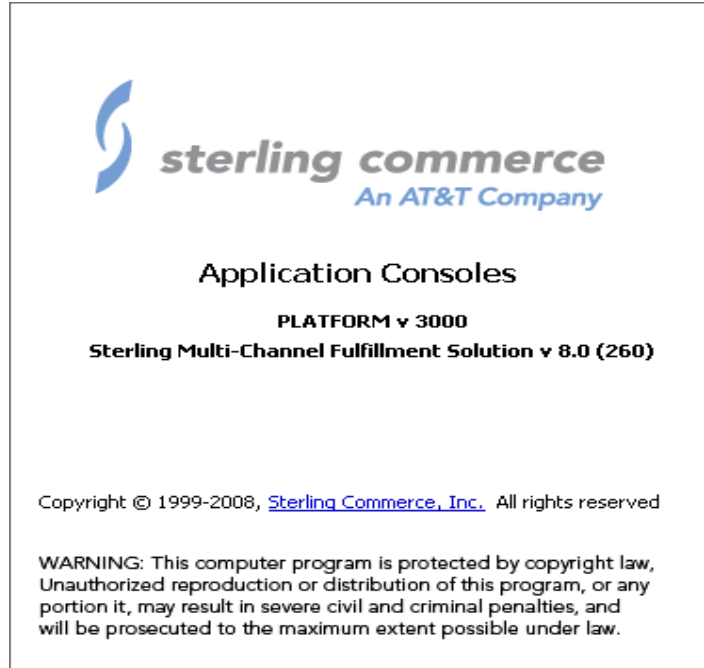 sterling commerce
An AT&T Company
Application Consoles
PLATFORM v 3000
Sterling Multi-Channel Fulfillment Solution v 8.0 (260)
Copyright © 1999-2008, Sterling Commerce, Inc. All rights reserved
WARNING: This computer program is protected by copyright law,
Unauthorized reproduction or distribution of this program, or any
portion it, may result in severe civil and criminal penalties, and
will be prosecuted to the maximum extent possible under law.